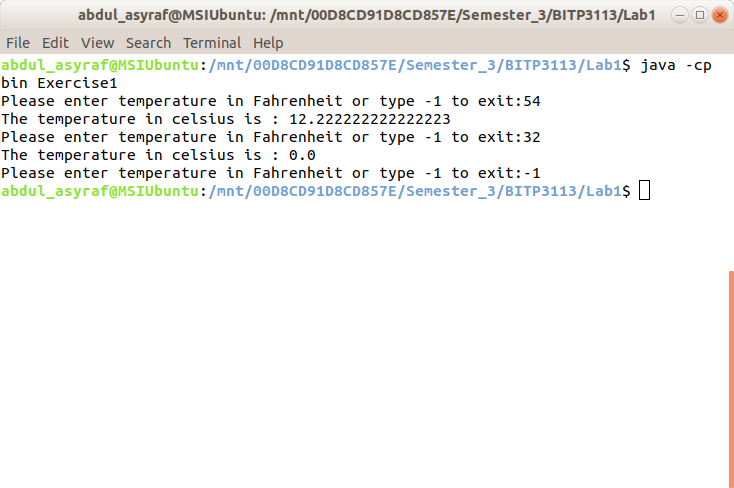 abdul_asyraf@MSIUbuntu: /mnt/00D8CD91D8CD857E/Semester_3/BITP3113/Lab1
File Edit View Search Terminal Help
abdul_asyraf@MSIUbuntu:/mnt/00D8CD91D8CD857E/Semester_3/BITP3113/Lab1$ java -cp
bin Exercise1
Please enter temperature in Fahrenheit or type -1 to exit:54
The temperature in celsius is : 12.222222222222223
Please enter temperature in Fahrenheit or type -1 to exit:32
The temperature in celsius is : 0.0
Please enter temperature in Fahrenheit or type -1 to exit:-1
abdul_asyraf@MSIUbuntu:/mnt/00D8CD91D8CD857E/Semester_3/BITP3113/Lab1$